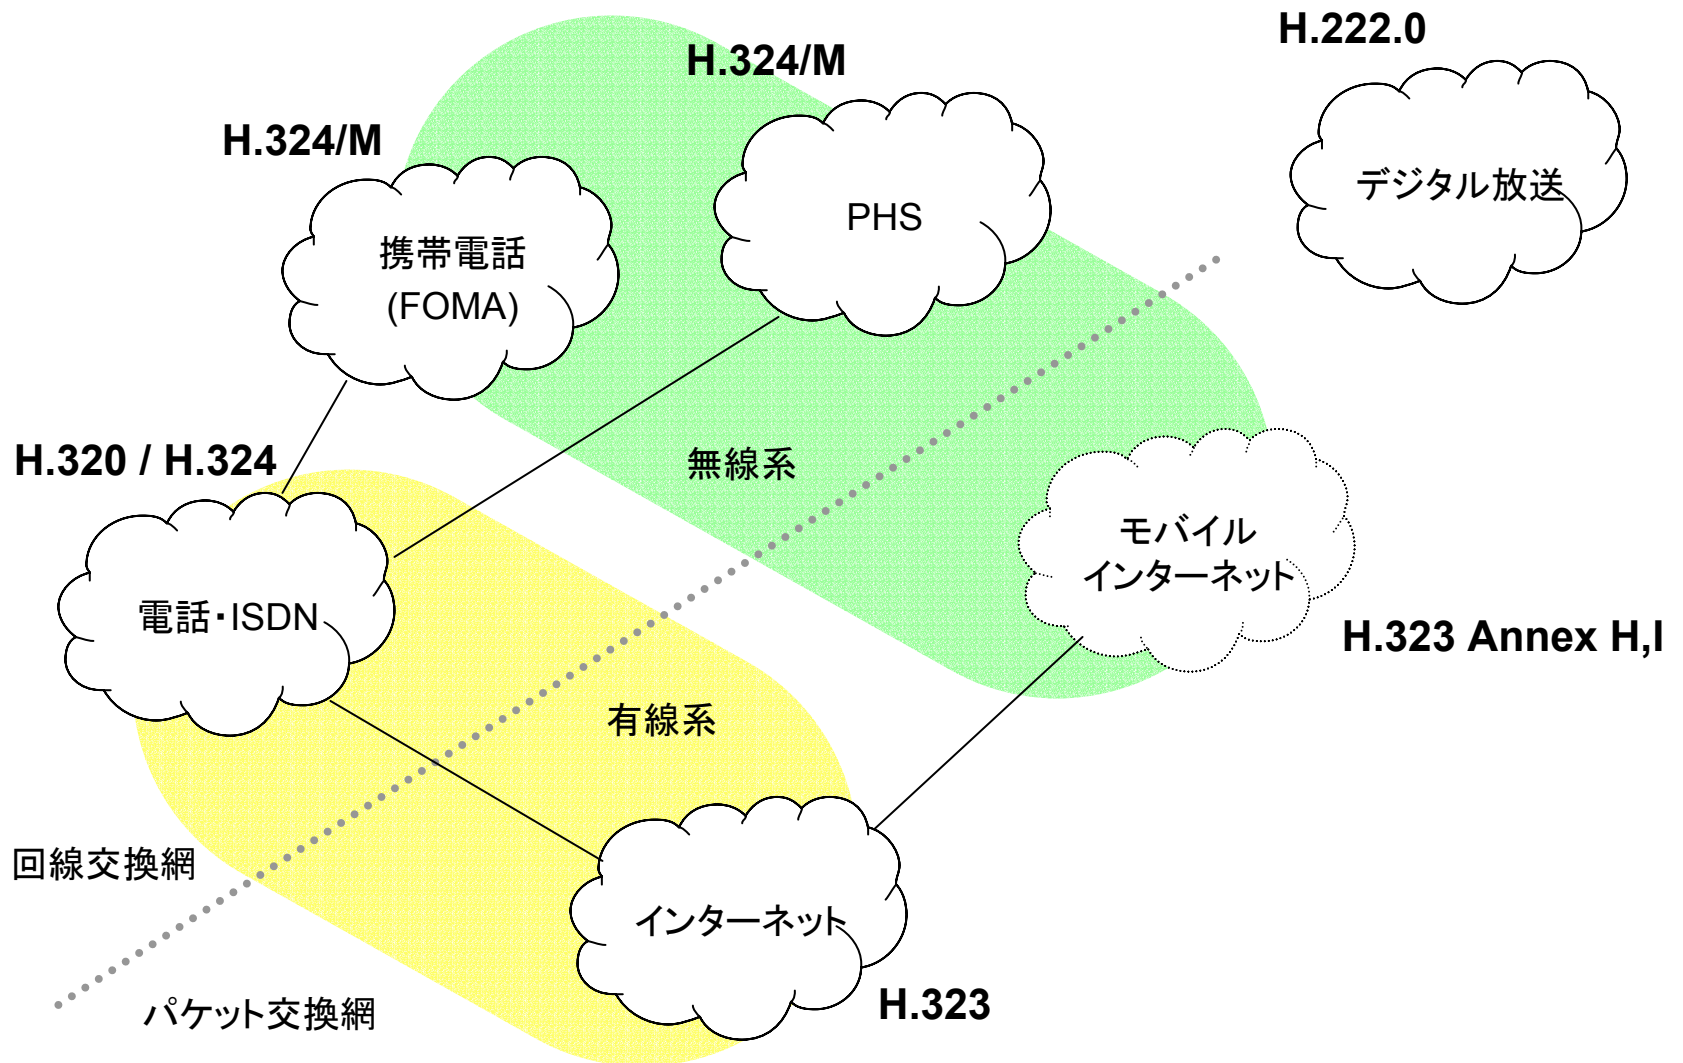 H.222.0
H.324/M
H.324/M
デジタル放送
PHS
携帯電話
(FOMA)
H.320 / H.324
無線系
モバイル
インターネット
電話・ISDN
H.323 Annex H,I
有線系
回線交換網
インターネット
H.323
パケット交換網